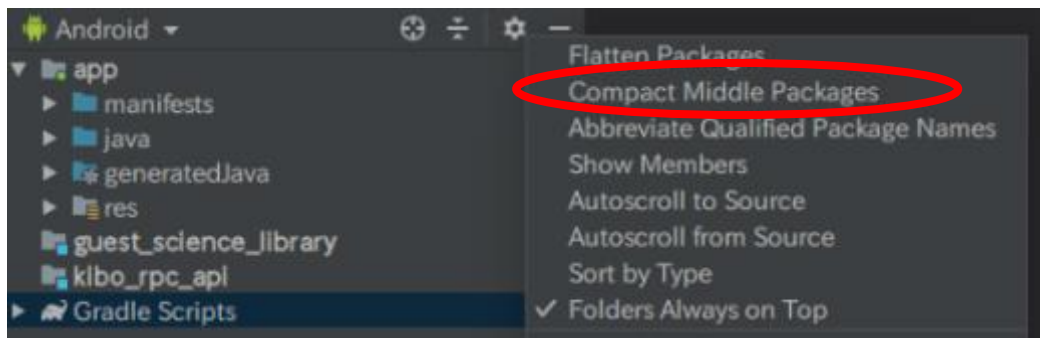 Android
app
manifests
java
generatedJava
res
guest_science_library
kibo_rpc_api
Gradle Scripts
Flatten Packages
Compact Middle Packages
Abbreviate Qualified Package Names
Show Members
Autoscroll to Source
Autoscroll from Source
Sort by Type
Folders Always on Top